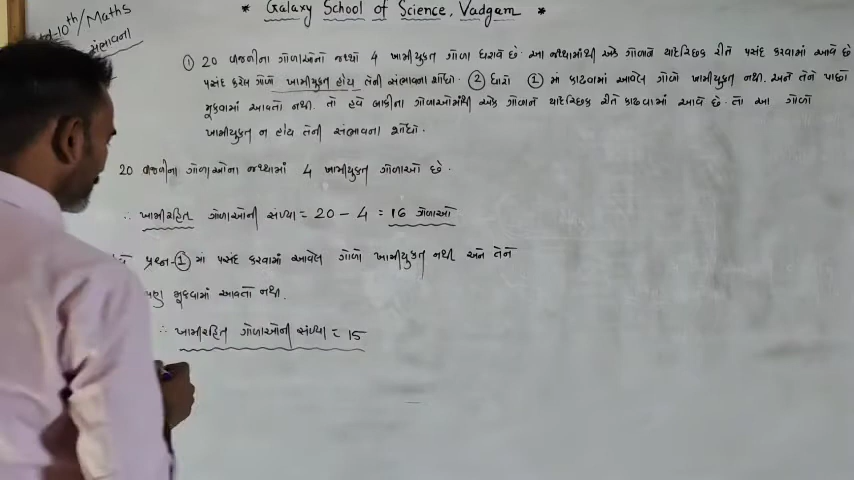 * Galaxy School of Science, Vadgam *
10th/Maths
સંભાવના
① 20 વીજળીના ગોળાઓનો જથ્થો 4 ખામીયુક્ત ગોળા ધરાવે છે. આ જથ્થામાંથી એક ગોળાને યાદચ્છિક રીતે પસંદ કરવામાં આવે છે
પસંદ કરેલ ગોળો ખામીયુક્ત હોય તેની સંભાવના શોધો. ② ધારો ① માં કાઢવામાં આવેલ ગોળો ખામીયુક્ત નથી. અને તેને પાછો
મૂકવામાં આવતો નથી. તો હવે બાકીના ગોળાઓમાંથી એક ગોળાને યાદચ્છિક રીતે કાઢવામાં આવે છે. તો આ ગોળો
ખામીયુક્ત ન હોય તેની સંભાવના શોધો.
20 વીજળીના ગોળાઓના જથ્થામાં 4 ખામીયુક્ત ગોળાઓ છે.
∴ ખામીરહિત ગોળાઓની સંખ્યા = 20 - 4 = 16 ગોળાઓ
પ્રશ્ન-① માં પસંદ કરવામાં આવેલ ગોળો ખામીયુક્ત નથી અને તેને
મૂકવામાં આવતો નથી.
∴ ખામીરહિત ગોળાઓની સંખ્યા = 15